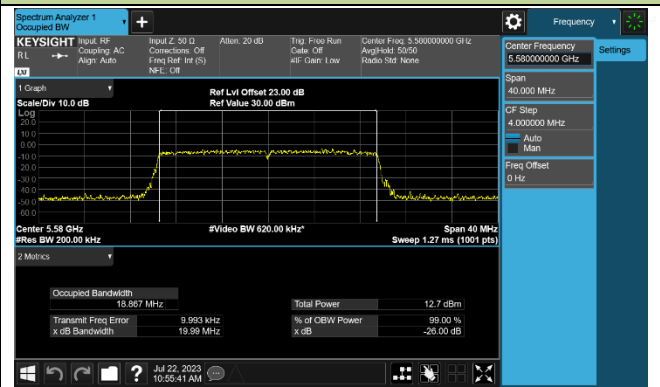 Spectrum Analyzer 1
Occupied BW
Frequency
KEYSIGHT
RL
LXI
Input: RF
Coupling: AC
Align: Auto
Input Z: 50 Ω
Corrections: Off
Freq Ref: Int (S)
NFE: Off
Atten: 20 dB
Trig: Free Run
Gate: Off
#IF Gain: Low
Center Freq: 5.580000000 GHz
Avg|Hold: 50/50
Radio Std: None
1 Graph
Scale/Div 10.0 dB
Ref Lvl Offset 23.00 dB
Ref Value 30.00 dBm
Log
20.0
10.0
0.00
-10.0
-20.0
-30.0
-40.0
-50.0
-60.0
Center 5.58 GHz
#Res BW 200.00 kHz
#Video BW 620.00 kHz*
Span 40 MHz
Sweep 1.27 ms (1001 pts)
2 Metrics
Occupied Bandwidth
18.867 MHz
Transmit Freq Error 9.993 kHz
x dB Bandwidth 19.99 MHz
Total Power 12.7 dBm
% of OBW Power 99.00 %
x dB -26.00 dB
Center Frequency
5.580000000 GHz
Settings
Span
40.000 MHz
CF Step
4.000000 MHz
Auto
Man
Freq Offset
0 Hz
?
Jul 22, 2023
10:55:41 AM